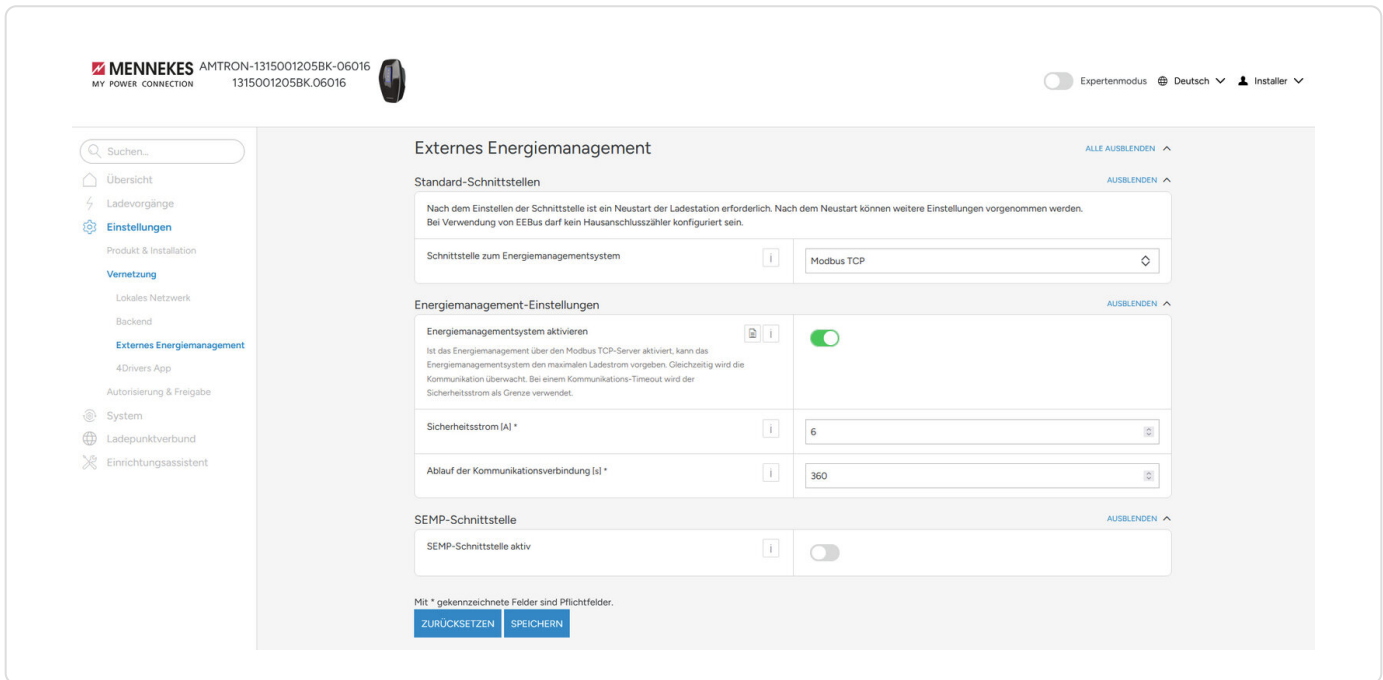 MENNEKES
MY POWER CONNECTION
AMTRON-1315001205BK-06016
1315001205BK.06016
Expertenmodus
Deutsch
Installer
Suchen...
Übersicht
Ladevorgänge
Einstellungen
Produkt & Installation
Vernetzung
Lokales Netzwerk
Backend
Externes Energiemanagement
4Drivers App
Autorisierung & Freigabe
System
Ladepunktverbund
Einrichtungsassistent
Externes Energiemanagement
ALLE AUSBLENDEN
Standard-Schnittstellen
AUSBLENDEN
Nach dem Einstellen der Schnittstelle ist ein Neustart der Ladestation erforderlich. Nach dem Neustart können weitere Einstellungen vorgenommen werden.
Bei Verwendung von EEBus darf kein Hausanschlusszähler konfiguriert sein.
Schnittstelle zum Energiemanagementsystem
i
Modbus TCP
Energiemanagement-Einstellungen
AUSBLENDEN
Energiemanagementsystem aktivieren
i
Ist das Energiemanagement über den Modbus TCP-Server aktiviert, kann das
Energiemanagementsystem den maximalen Ladestrom vorgeben. Gleichzeitig wird die
Kommunikation überwacht. Bei einem Kommunikations-Timeout wird der
Sicherheitsstrom als Grenze verwendet.
Sicherheitsstrom [A] *
i
6
Ablauf der Kommunikationsverbindung [s] *
i
360
SEMP-Schnittstelle
AUSBLENDEN
SEMP-Schnittstelle aktiv
i
Mit * gekennzeichnete Felder sind Pflichtfelder.
ZURÜCKSETZEN
SPEICHERN